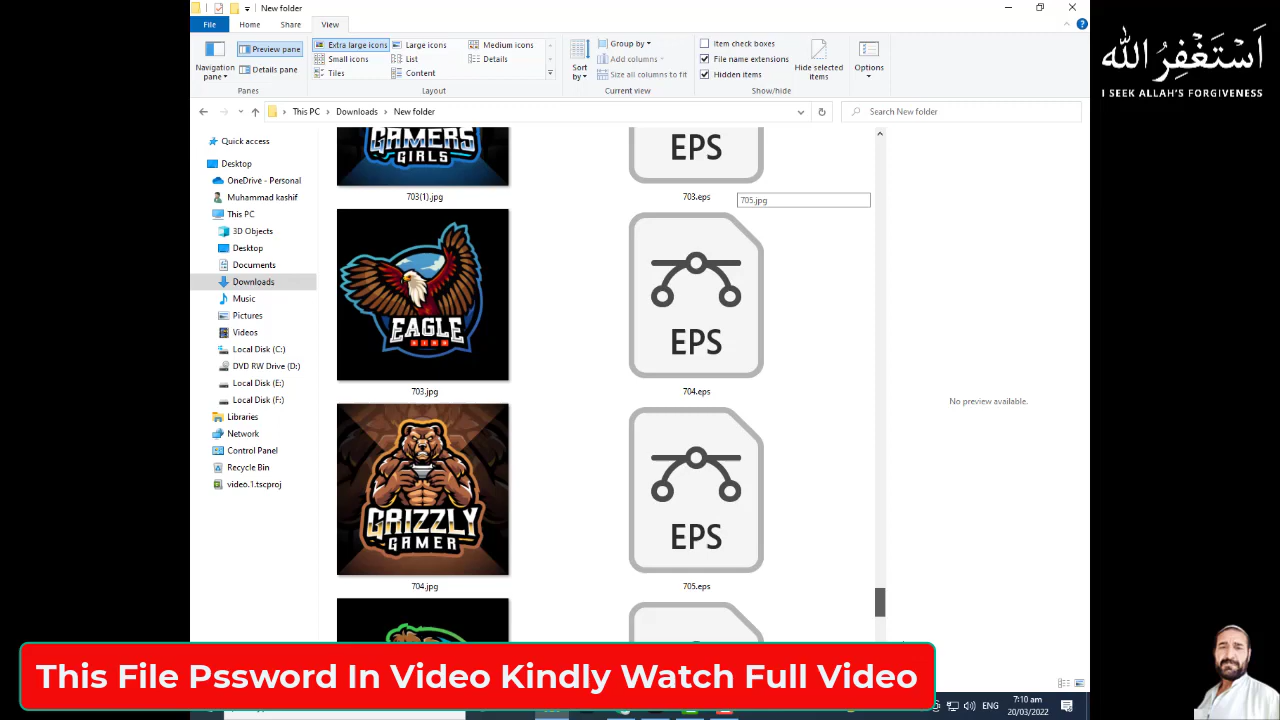 New folder
File
Home
Share
View
Navigation pane
Preview pane
Details pane
Panes
Extra large icons
Large icons
Medium icons
Small icons
List
Details
Tiles
Content
Layout
Sort by
Group by
Add columns
Size all columns to fit
Current view
Item check boxes
File name extensions
Hidden items
Hide selected items
Show/hide
Options
This PC
Downloads
New folder
Search New folder
Quick access
Desktop
OneDrive - Personal
Muhammad kashif
This PC
3D Objects
Desktop
Documents
Downloads
Music
Pictures
Videos
Local Disk (C:)
DVD RW Drive (D:)
Local Disk (E:)
Local Disk (F:)
Libraries
Network
Control Panel
Recycle Bin
video.1.tscproj
GAMERS
GIRLS
703(1).jpg
EPS
703.eps
705.jpg
EAGLE
703.jpg
EPS
704.eps
GRIZZLY
GAMER
704.jpg
EPS
705.eps
No preview available.
اَسْتَغْفِرُ اللّٰه
I SEEK ALLAH'S FORGIVENESS
This File Pssword In Video Kindly Watch Full Video
ENG
7:10 pm
20/03/2022